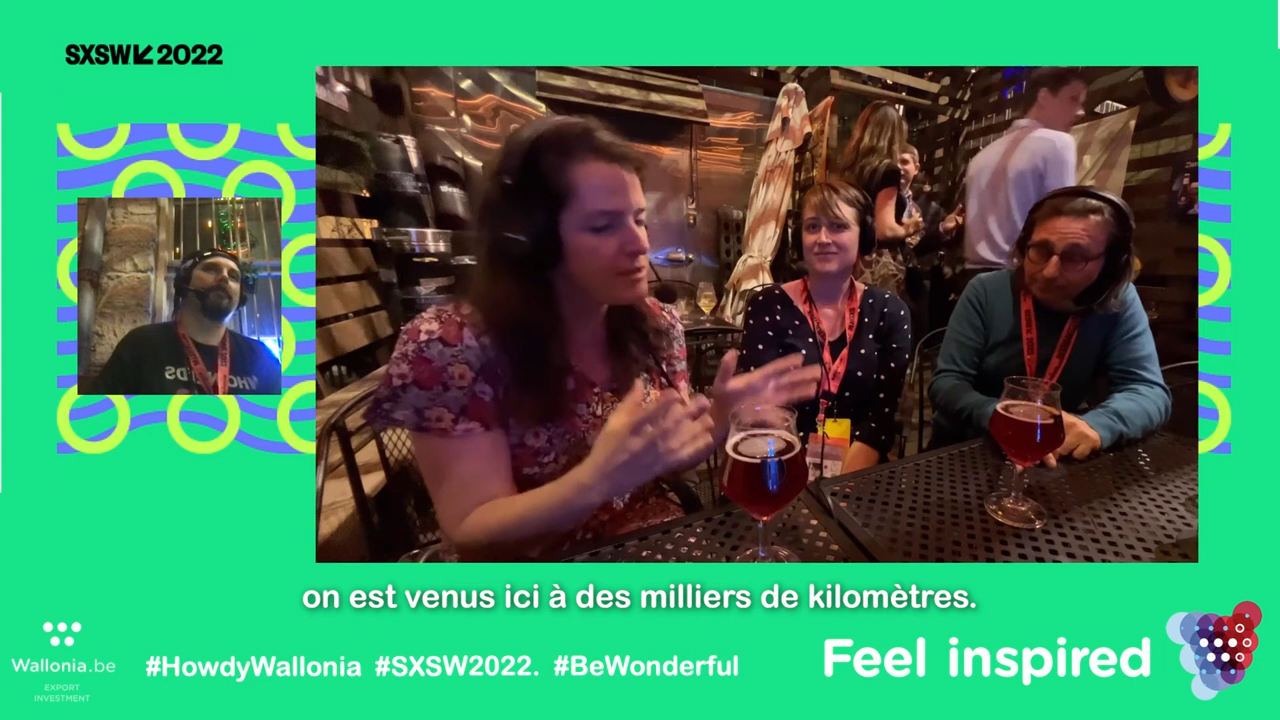 SXSW 2022
on est venus ici à des milliers de kilomètres.
Wallonia.be
EXPORT
INVESTMENT
#HowdyWallonia #SXSW2022. #BeWonderful
Feel inspired